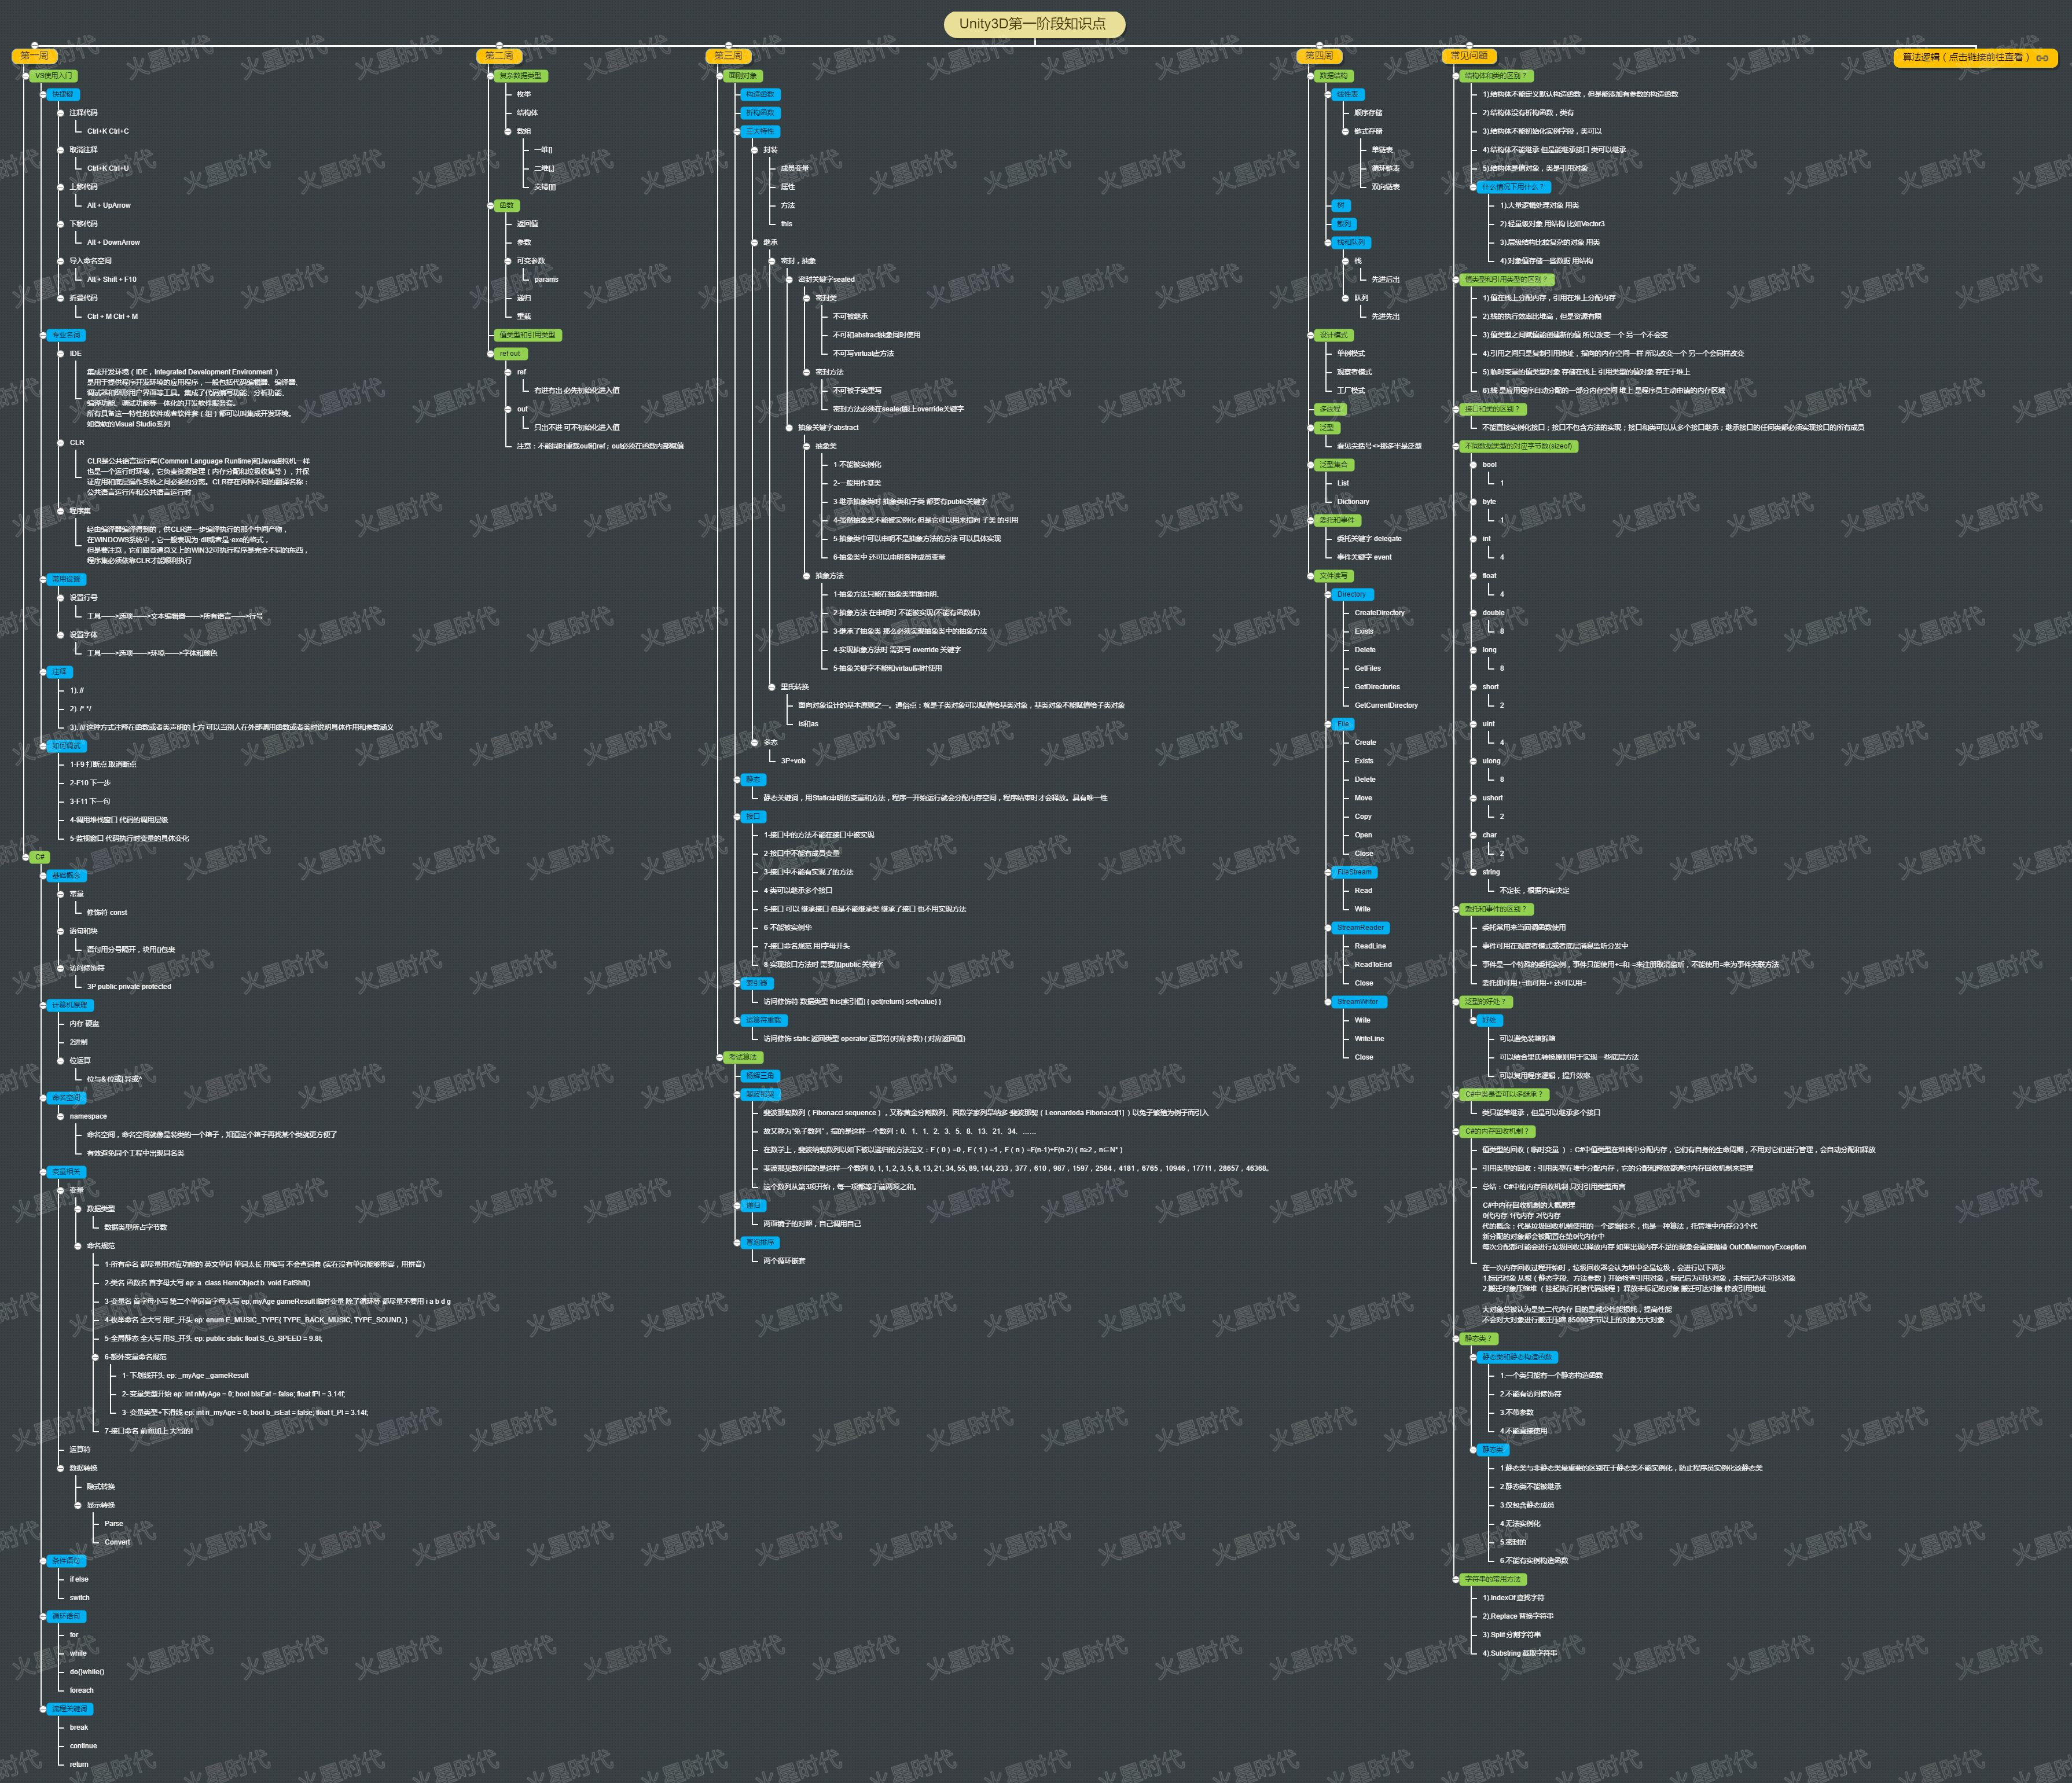 Unity3D第一阶段知识点
第一周
VS使用入门
快捷键
注释代码
Ctrl+K Ctrl+C
取消注释
Ctrl+K Ctrl+U
上移代码
Alt + UpArrow
下移代码
Alt + DownArrow
导入命名空间
Alt + Shift + F10
折叠代码
Ctrl + M Ctrl + M
专业名词
IDE
集成开发环境（IDE，Integrated Development Environment ）
是用于提供程序开发环境的应用程序，一般包括代码编辑器、编译器、
调试器和图形用户界面等工具。集成了代码编写功能、分析功能、
编译功能、调试功能等一体化的开发软件服务套。
所有具备这一特性的软件或者软件套（组）都可以叫集成开发环境。
如微软的Visual Studio系列
CLR
CLR是公共语言运行库(Common Language Runtime)和Java虚拟机一样
也是一个运行时环境，它负责资源管理（内存分配和垃圾收集等），并保
证应用和底层操作系统之间必要的分离。CLR存在两种不同的翻译名称：
公共语言运行库和公共语言运行时
程序集
经由编译器编译得到的，供CLR进一步编译执行的那个中间产物，
在WINDOWS系统中，它一般表现为·dll或者是·exe的格式，
但是要注意，它们跟普通意义上的WIN32可执行程序是完全不同的东西，
程序集必须依靠CLR才能顺利执行
常用设置
设置行号
工具——>选项——>文本编辑器——>所有语言——>行号
设置字体
工具——>选项——>环境——>字体和颜色
注释
1). //
2). /* */
3). /// 这种方式注释在函数或者类声明的上方 可以当别人在外部调用函数或者类时说明具体作用和参数涵义
如何调试
1-F9 打断点 取消断点
2-F10 下一步
3-F11 下一句
4-调用堆栈窗口 代码的调用层级
5-监视窗口 代码执行时变量的具体变化
C#
基础概念
常量
修饰符 const
语句和块
语句用分号隔开，块用{}包裹
访问修饰符
3P public private protected
计算机原理
内存 硬盘
2进制
位运算
位与& 位或| 异或^
命名空间
namespace
命名空间，命名空间就像是装类的一个箱子，知道这个箱子再找某个类就更方便了
有效避免同个工程中出现同名类
变量相关
变量
数据类型
数据类型所占字节数
命名规范
1-所有命名 都尽量用对应功能的 英文单词 单词太长 用缩写 不会查词典 (实在没有单词能够形容，用拼音)
2-类名 函数名 首字母大写 ep: a. class HeroObject b. void EatShit()
3-变量名 首字母小写 第二个单词首字母大写 ep: myAge gameResult 临时变量 除了循环等 都尽量不要用 i a b d g
4-枚举命名 全大写 用E_开头 ep: enum E_MUSIC_TYPE{ TYPE_BACK_MUSIC, TYPE_SOUND, }
5-全局静态 全大写 用S_开头 ep: public static float S_G_SPEED = 9.8f;
6-额外变量命名规范
1- 下划线开头 ep: _myAge _gameResult
2- 变量类型开始 ep: int nMyAge = 0; bool bIsEat = false; float fPI = 3.14f;
3- 变量类型+下滑线 ep: int n_myAge = 0; bool b_isEat = false; float f_PI = 3.14f;
7-接口命名 前面加上 大写的I
运算符
数据转换
隐式转换
显示转换
Parse
Convert
条件语句
if else
switch
循环语句
for
while
do{}while()
foreach
流程关键词
break
continue
return
第二周
复杂数据类型
枚举
结构体
数组
一维[]
二维[,]
交错[][]
函数
返回值
参数
可变参数
params
递归
重载
值类型和引用类型
ref out
ref
有进有出 必先初始化进入值
out
只出不进 可不初始化进入值
注意：不能同时重载out和ref；out必须在函数内部赋值
第三周
面刚对象
构造函数
析构函数
三大特性
封装
成员变量
属性
方法
this
继承
密封，抽象
密封关键字sealed
密封类
不可被继承
不可和abstract抽象同时使用
不可写virtual虚方法
密封方法
不可被子类重写
密封方法必须在sealed跟上override关键字
抽象关键字abstract
抽象类
1-不能被实例化
2-一般用作基类
3-继承抽象类时 抽象类和子类 都要有public关键字
4-虽然抽象类不能被实例化 但是它可以用来指向 子类 的引用
5-抽象类中可以申明不是抽象方法的方法 可以具体实现
6-抽象类中 还可以申明各种成员变量
抽象方法
1-抽象方法只能在抽象类里面申明、
2-抽象方法 在申明时 不能被实现(不能有函数体)
3-继承了抽象类 那么必须实现抽象类中的抽象方法
4-实现抽象方法时 需要写 override 关键字
5-抽象关键字不能和virtaul同时使用
里氏转换
面向对象设计的基本原则之一。通俗点：就是子类对象可以赋值给基类对象，基类对象不能赋值给子类对象
is和as
多态
3P+vob
静态
静态关键词，用Static申明的变量和方法，程序一开始运行就会分配内存空间，程序结束时才会释放。具有唯一性
接口
1-接口中的方法不能在接口中被实现
2-接口中不能有成员变量
3-接口中不能有实现了的方法
4-类可以继承多个接口
5-接口 可以 继承接口 但是不能继承类 继承了接口 也不用实现方法
6-不能被实例华
7-接口命名规范 用I字母开头
8-实现接口方法时 需要加public 关键字
索引器
访问修饰符 数据类型 this[索引值] { get{return} set{value} }
运算符重载
访问修饰 static 返回类型 operator 运算符(对应参数) { 对应返回值}
考试算法
杨辉三角
斐波那契
斐波那契数列（Fibonacci sequence），又称黄金分割数列、因数学家列昂纳多·斐波那契（Leonardoda Fibonacci[1] ）以兔子繁殖为例子而引入
故又称为“兔子数列”，指的是这样一个数列：0、1、1、2、3、5、8、13、21、34、……
在数学上，斐波纳契数列以如下被以递归的方法定义：F（0）=0，F（1）=1，F（n）=F(n-1)+F(n-2)（n≥2，n∈N*）
斐波那契数列指的是这样一个数列 0, 1, 1, 2, 3, 5, 8, 13, 21, 34, 55, 89, 144, 233，377，610，987，1597，2584，4181，6765，10946，17711，28657，46368。
这个数列从第3项开始，每一项都等于前两项之和。
递归
两面镜子的对照，自己调用自己
冒泡排序
两个循环嵌套
第四周
数据结构
线性表
顺序存储
链式存储
单链表
循环链表
双向链表
树
散列
栈和队列
栈
先进后出
队列
先进先出
设计模式
单例模式
观察者模式
工厂模式
多线程
泛型
看见尖括号<>那多半是泛型
泛型集合
List
Dictionary
委托和事件
委托关键字 delegate
事件关键字 event
文件读写
Directory
CreateDirectory
Exists
Delete
GetFiles
GetDirectories
GetCurrentDirectory
File
Create
Exists
Delete
Move
Copy
Open
Close
FileStream
Read
Write
StreamReader
ReadLine
ReadToEnd
Close
StreamWriter
Write
WriteLine
Close
常见问题
结构体和类的区别？
1) 结构体不能定义默认构造函数，但是能添加有参数的构造函数
2).结构体没有析构函数，类有
3).结构体不能初始化实例字段，类可以
4).结构体不能继承 但是能继承接口 类可以继承
5).结构体是值对象，类是引用对象
什么情况下用什么？
1).大量逻辑处理对象 用类
2).轻量级对象 用结构 比如Vector3
3).层级结构比较复杂的对象 用类
4).对象值存储一些数据 用结构
值类型和引用类型的区别？
1) 值在栈上分配内存，引用在堆上分配内存
2).栈的执行效率比堆高，但是资源有限
3).值类型之间赋值能创建新的值 所以改变一个 另一个不会变
4).引用之间只是复制引用地址，指向的内存空间一样 所以改变一个 另一个会同样改变
5).临时变量的值类型对象 存储在栈上 引用类型的值对象 存在于堆上
6).栈 是应用程序自动分配的一部分内存空间 堆上 是程序员主动申请的内存区域
接口和类的区别？
不能直接实例化接口；接口不包含方法的实现；接口和类可以从多个接口继承；继承接口的任何类都必须实现接口的所有成员
不同数据类型的对应字节数(sizeof)
bool
1
byte
1
int
4
float
4
double
8
long
8
short
2
uint
4
ulong
8
ushort
2
char
2
string
不定长，根据内容决定
委托和事件的区别？
委托常用来当回调函数使用
事件可用在观察者模式或者底层消息监听分发中
事件是一个特殊的委托实例，事件只能使用+=和-=来注册取消监听，不能使用=来为事件关联方法
委托即可用+=也可用-+ 还可以用=
泛型的好处？
好处
可以避免装箱拆箱
可以结合里氏转换原则用于实现一些底层方法
可以复用程序逻辑，提升效率
C#中类是否可以多继承？
类只能单继承，但是可以继承多个接口
C#的内存回收机制？
值类型的回收（临时变量 ）：C#中值类型在堆栈中分配内存，它们有自身的生命周期，不用对它们进行管理，会自动分配和释放
引用类型的回收：引用类型在堆中分配内存，它的分配和释放都通过内存回收机制来管理
总结：C#中的内存回收机制 只对引用类型而言
C#中内存回收机制的大概原理
0代内存 1代内存 2代内存
代的概念：代是垃圾回收机制使用的一个逻辑技术，也是一种算法，托管堆中内存分3个代
新分配的对象都会被配置在第0代内存中
每次分配都可能会进行垃圾回收以释放内存 如果出现内存不足的现象会直接抛错 OutOfMermoryException
在一次内存回收过程开始时，垃圾回收器会认为堆中全是垃圾，会进行以下两步
1.标记对象 从根（静态字段、方法参数）开始检查引用对象，标记后为可达对象，未标记为不可达对象
2.搬迁对象压缩堆 （挂起执行托管代码线程） 释放未标记的对象 搬迁可达对象 修改引用地址
大对象总被认为是第二代内存 目的是减少性能损耗，提高性能
不会对大对象进行搬迁压缩 85000字节以上的对象为大对象
静态类？
静态类和静态构造函数
1.一个类只能有一个静态构造函数
2.不能有访问修饰符
3.不带参数
4.不能直接使用
静态类
1.静态类与非静态类最重要的区别在于静态类不能实例化，防止程序员实例化该静态类
2.静态类不能被继承
3.仅包含静态成员
4.无法实例化
5.密封的
6.不能有实例构造函数
字符串的常用方法
1).IndexOf 查找字符
2).Replace 替换字符串
3).Split 分割字符串
4).Substring 截取字符串
算法逻辑（点击链接前往查看）
火星时代